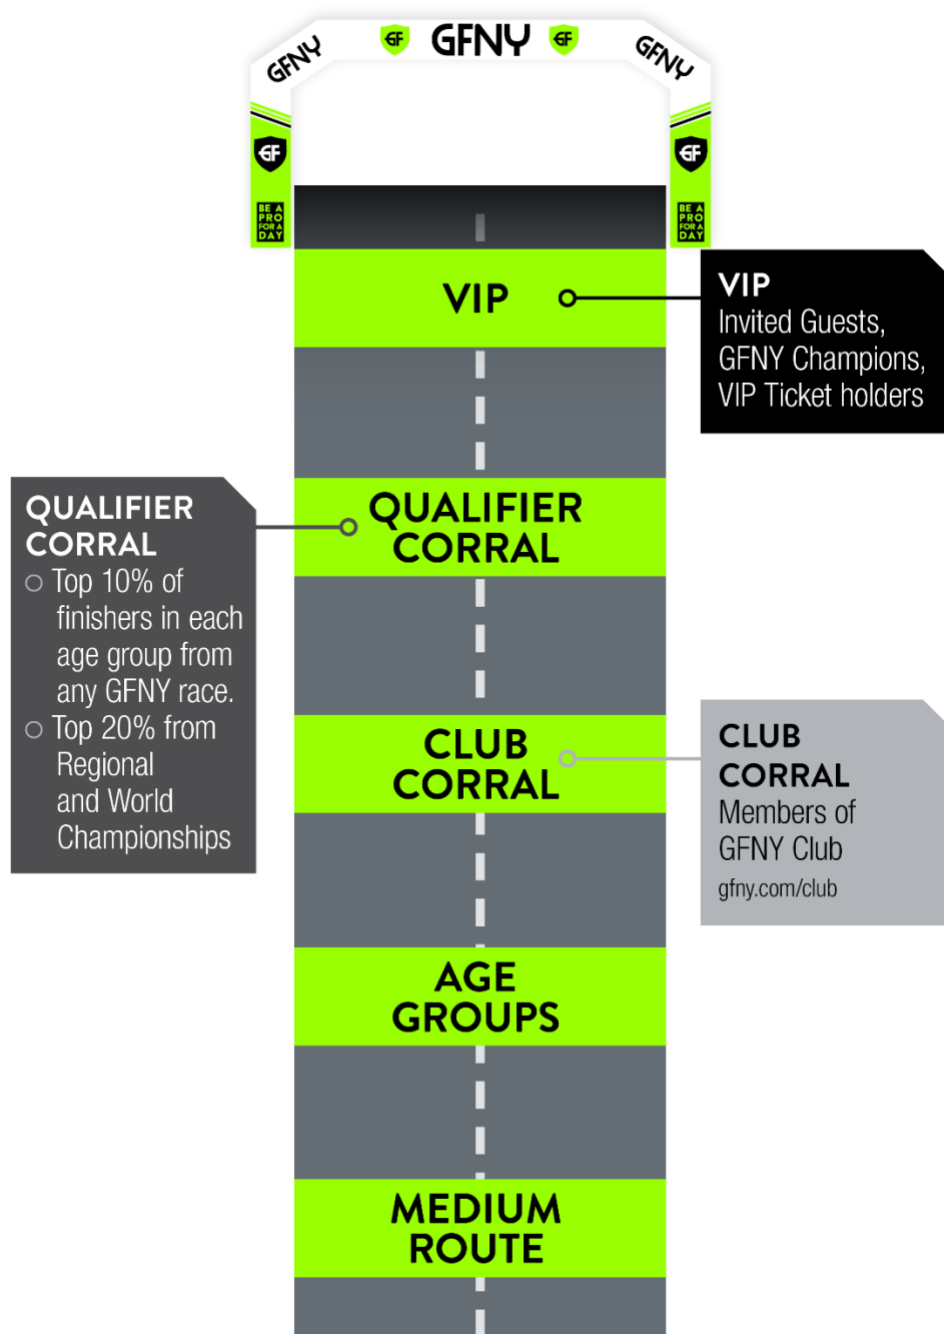 GFNY
GF
GFNY
GF
GFNY
GF
BE A
PRO
FOR A
DAY
GF
BE A
PRO
FOR A
DAY
VIP
VIP
Invited Guests,
GFNY Champions,
VIP Ticket holders
QUALIFIER
CORRAL
QUALIFIER
CORRAL
Top 10% of
finishers in each
age group from
any GFNY race.
Top 20% from
Regional
and World
Championships
CLUB
CORRAL
CLUB
CORRAL
Members of
GFNY Club
gfny.com/club
AGE
GROUPS
MEDIUM
ROUTE